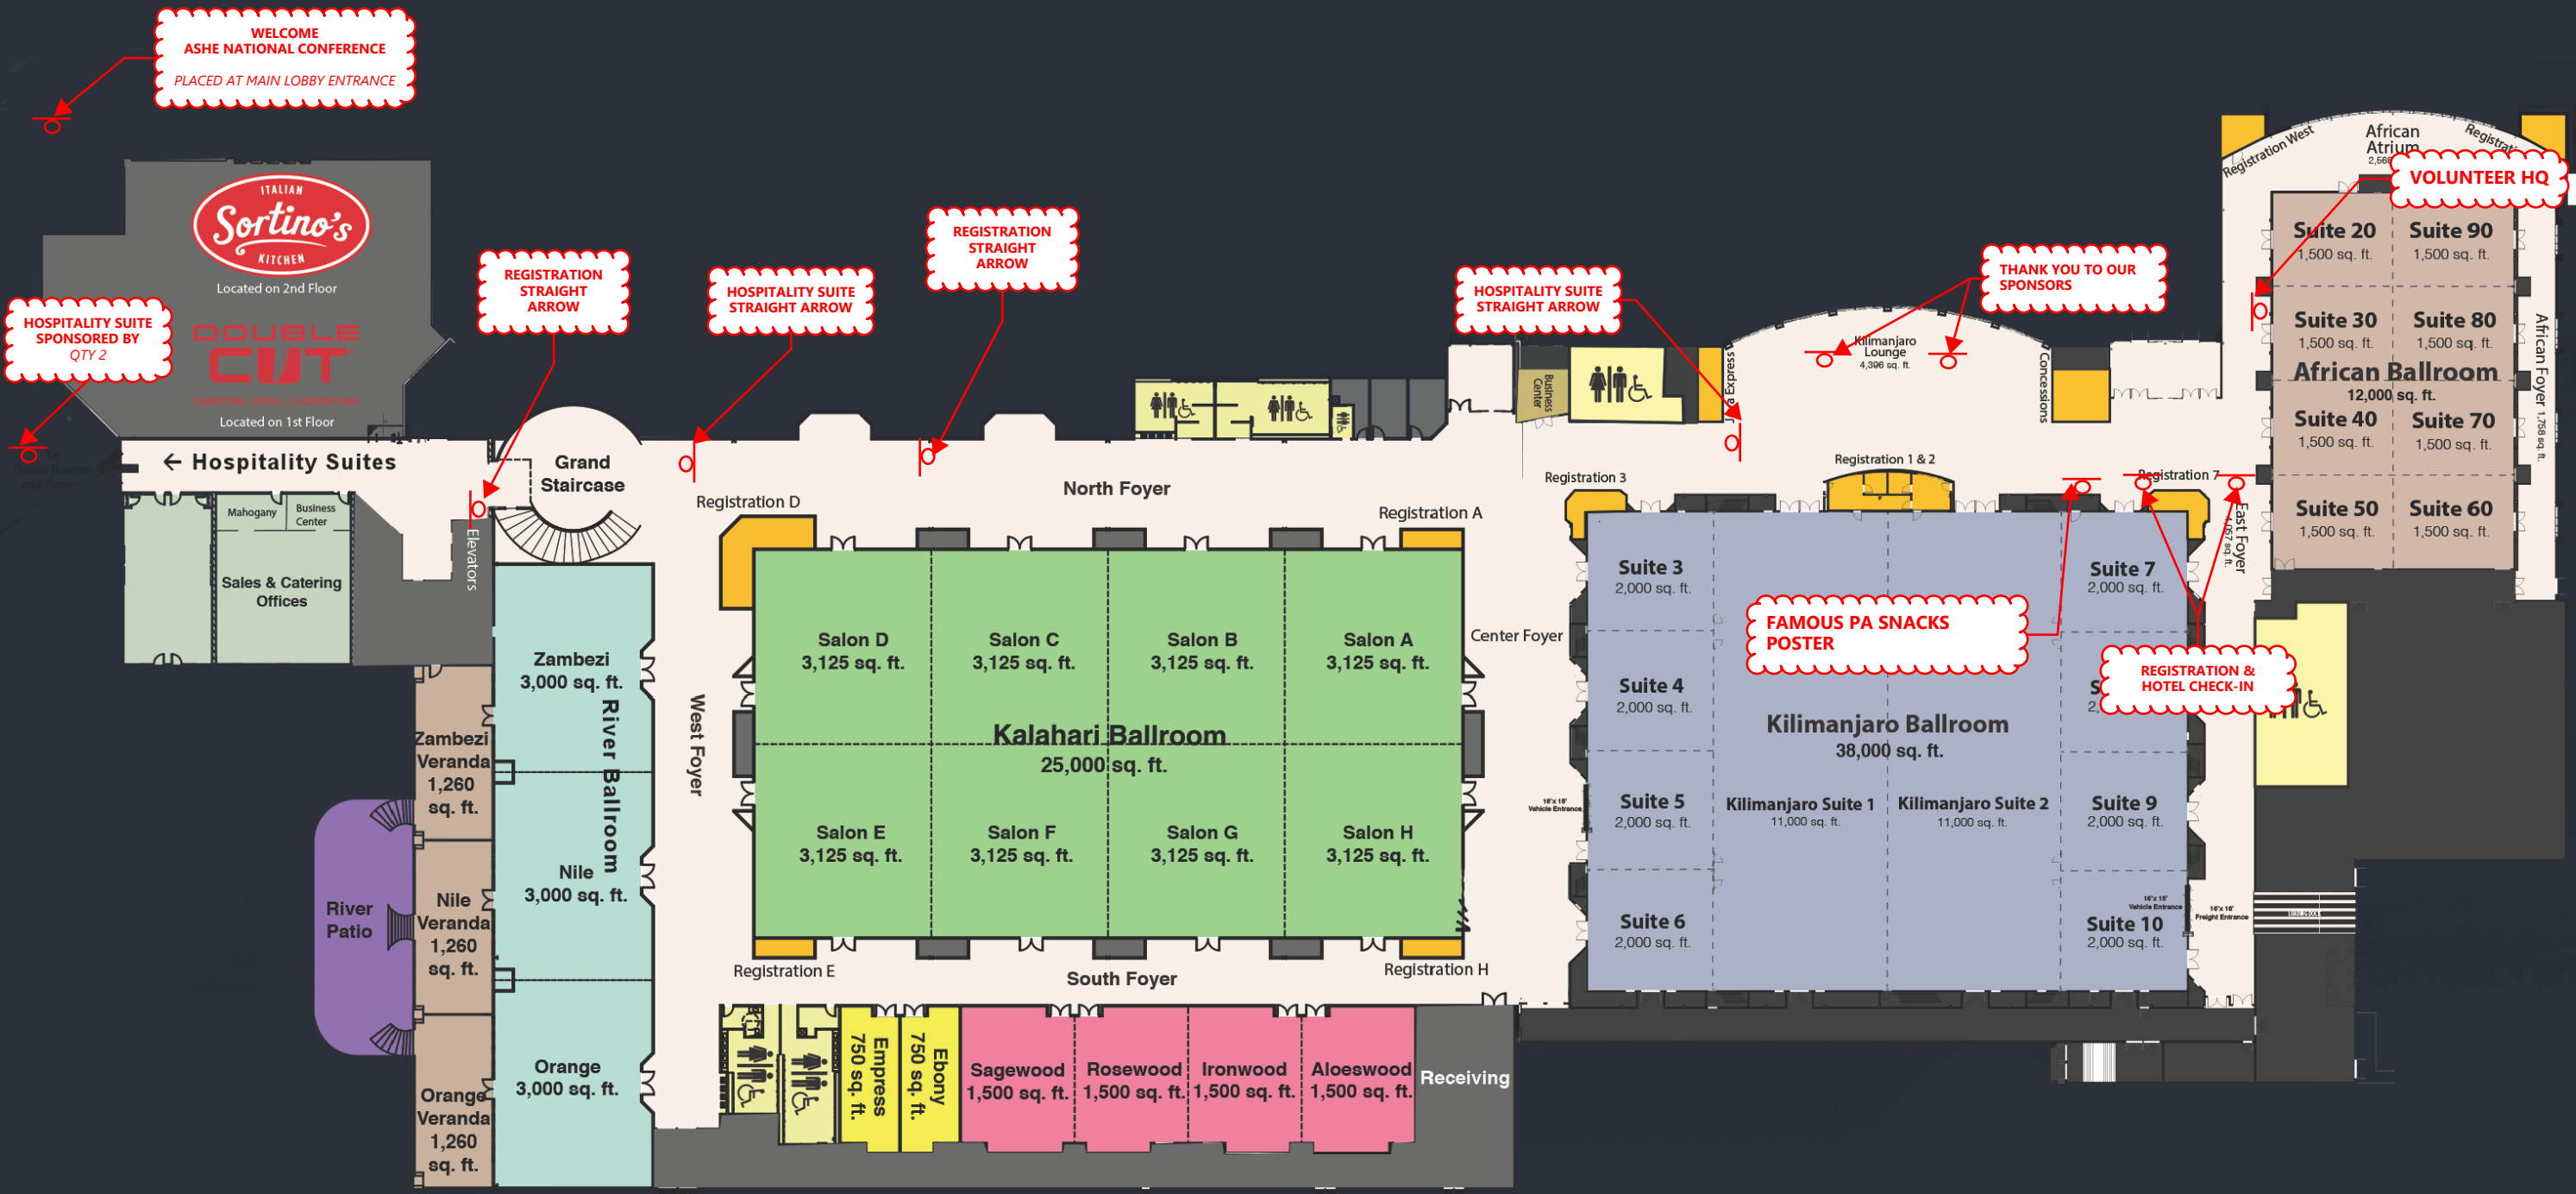 WELCOME
ASHE NATIONAL CONFERENCE
PLACED AT MAIN LOBBY ENTRANCE
ITALIAN
Sortino's
KITCHEN
Located on 2nd Floor
DOUBLE
CUT
Located on 1st Floor
HOSPITALITY SUITE
SPONSORED BY
QTY 2
REGISTRATION
STRAIGHT
ARROW
HOSPITALITY SUITE
STRAIGHT ARROW
REGISTRATION
STRAIGHT
ARROW
HOSPITALITY SUITE
STRAIGHT ARROW
THANK YOU TO OUR
SPONSORS
VOLUNTEER HQ
Registration West
African
Atrium
Suite 20
1,500 sq. ft.
Suite 90
1,500 sq. ft.
Suite 30
1,500 sq. ft.
Suite 80
1,500 sq. ft.
African Ballroom
12,000 sq. ft.
Suite 40
1,500 sq. ft.
Suite 70
1,500 sq. ft.
Suite 50
1,500 sq. ft.
Suite 60
1,500 sq. ft.
African Foyer 1,758 sq. ft.
← Hospitality Suites
Mahogany
Business
Center
Sales & Catering
Offices
Elevators
Grand
Staircase
Registration D
North Foyer
Registration A
Business
Center
Kilimanjaro
Lounge
4,396 sq. ft.
Concessions
Registration 3
Registration 1 & 2
Registration 7
East Foyer
Center Foyer
West Foyer
Zambezi
3,000 sq. ft.
River Ballroom
Nile
3,000 sq. ft.
Orange
3,000 sq. ft.
Zambezi
Veranda
1,260
sq. ft.
Nile
Veranda
1,260
sq. ft.
Orange
Veranda
1,260
sq. ft.
River
Patio
Salon D
3,125 sq. ft.
Salon C
3,125 sq. ft.
Salon B
3,125 sq. ft.
Salon A
3,125 sq. ft.
Kalahari Ballroom
25,000 sq. ft.
Salon E
3,125 sq. ft.
Salon F
3,125 sq. ft.
Salon G
3,125 sq. ft.
Salon H
3,125 sq. ft.
Registration E
South Foyer
Registration H
Empress
750 sq. ft.
Ebony
750 sq. ft.
Sagewood
1,500 sq. ft.
Rosewood
1,500 sq. ft.
Ironwood
1,500 sq. ft.
Aloeswood
1,500 sq. ft.
Receiving
Suite 3
2,000 sq. ft.
Suite 7
2,000 sq. ft.
FAMOUS PA SNACKS
POSTER
REGISTRATION &
HOTEL CHECK-IN
Suite 4
2,000 sq. ft.
Kilimanjaro Ballroom
38,000 sq. ft.
16'x 16'
Vehicle Entrance
Suite 5
2,000 sq. ft.
Kilimanjaro Suite 1
11,000 sq. ft.
Kilimanjaro Suite 2
11,000 sq. ft.
Suite 9
2,000 sq. ft.
Suite 6
2,000 sq. ft.
16'x 16'
Vehicle Entrance
Suite 10
2,000 sq. ft.
16'x 16'
Freight Entrance